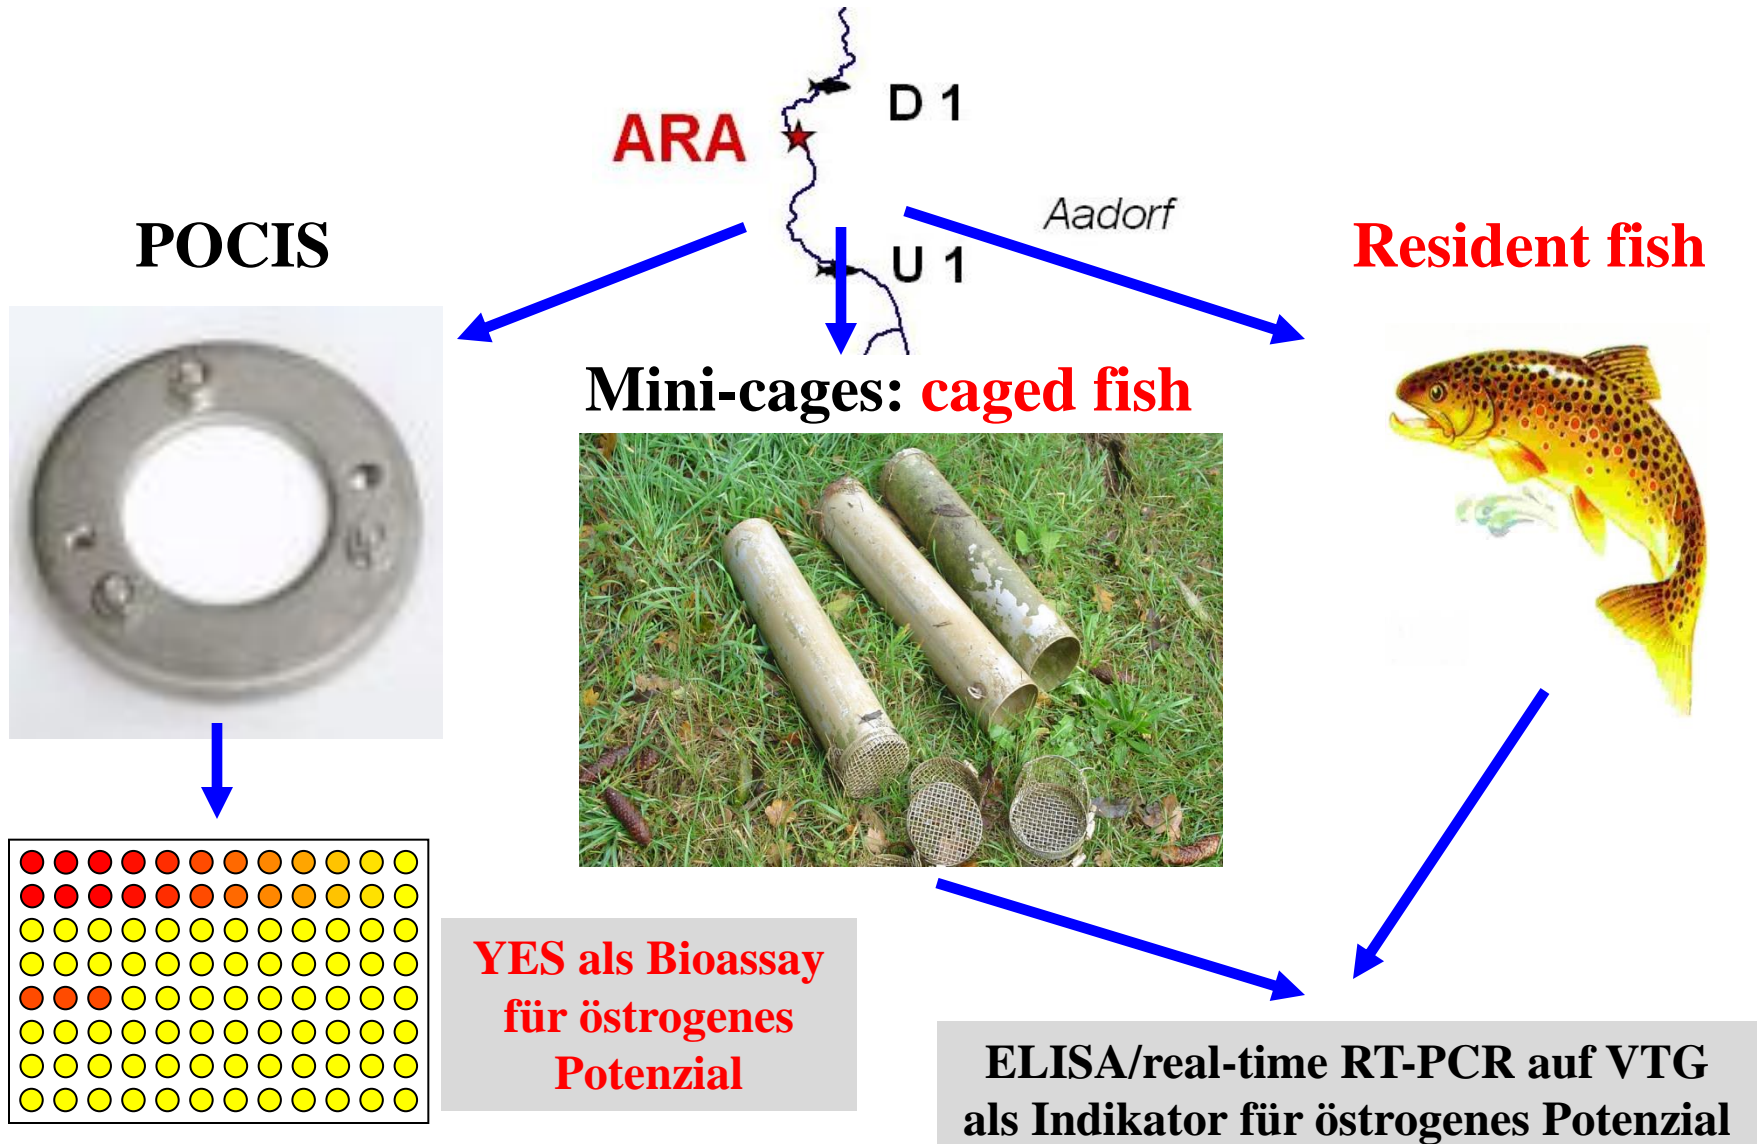 D 1
ARA
Aadorf
U 1
POCIS
Resident fish
Mini-cages: caged fish
YES als Bioassay
für östrogenes
Potenzial
ELISA/real-time RT-PCR auf VTG
als Indikator für östrogenes Potenzial